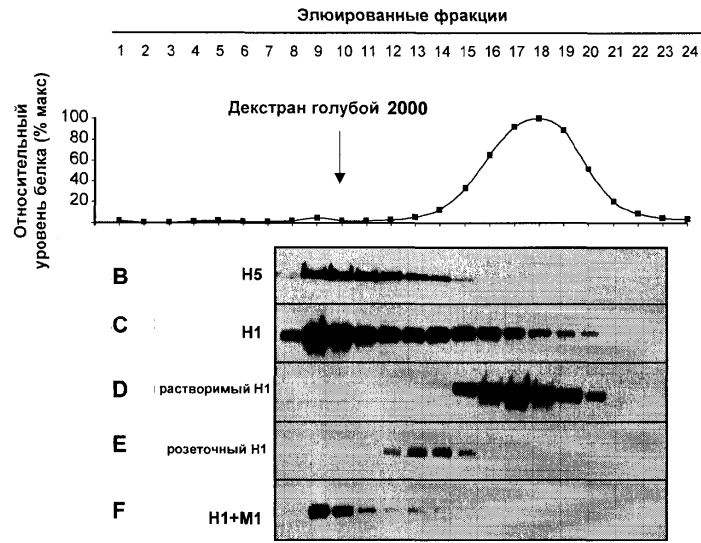 Элюированные фракции
1 2 3 4 5 6 7 8 9 10 11 12 13 14 15 16 17 18 19 20 21 22 23 24
Декстран голубой 2000
Относительный
уровень белка (% макс)
100
80
60
40
20
B H5
C H1
D растворимый H1
E розеточный H1
F H1+M1